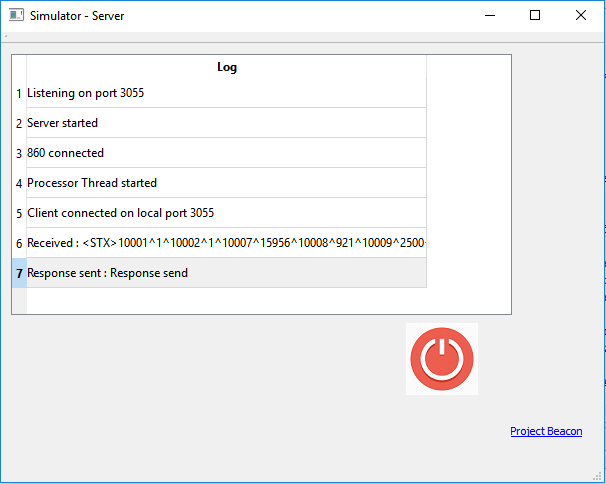 Simulator - Server
Log
1 Listening on port 3055
2 Server started
3 860 connected
4 Processor Thread started
5 Client connected on local port 3055
6 Received : <STX>10001^1^10002^1^10007^15956^10008^921^10009^2500
7 Response sent : Response send
Project Beacon